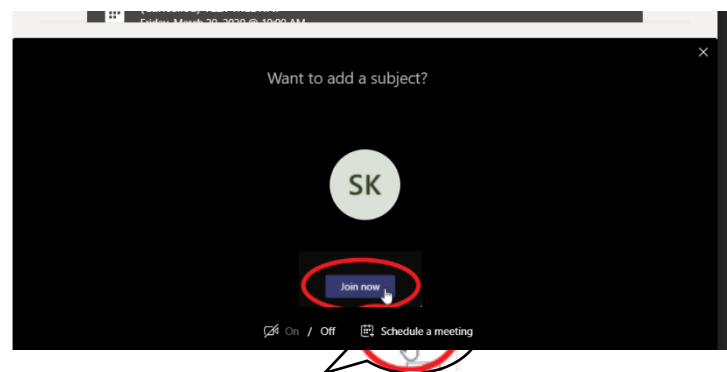 Friday, March 20, 2020 @ 10:00 AM
Want to add a subject?
SK
Join now
On / Off Schedule a meeting